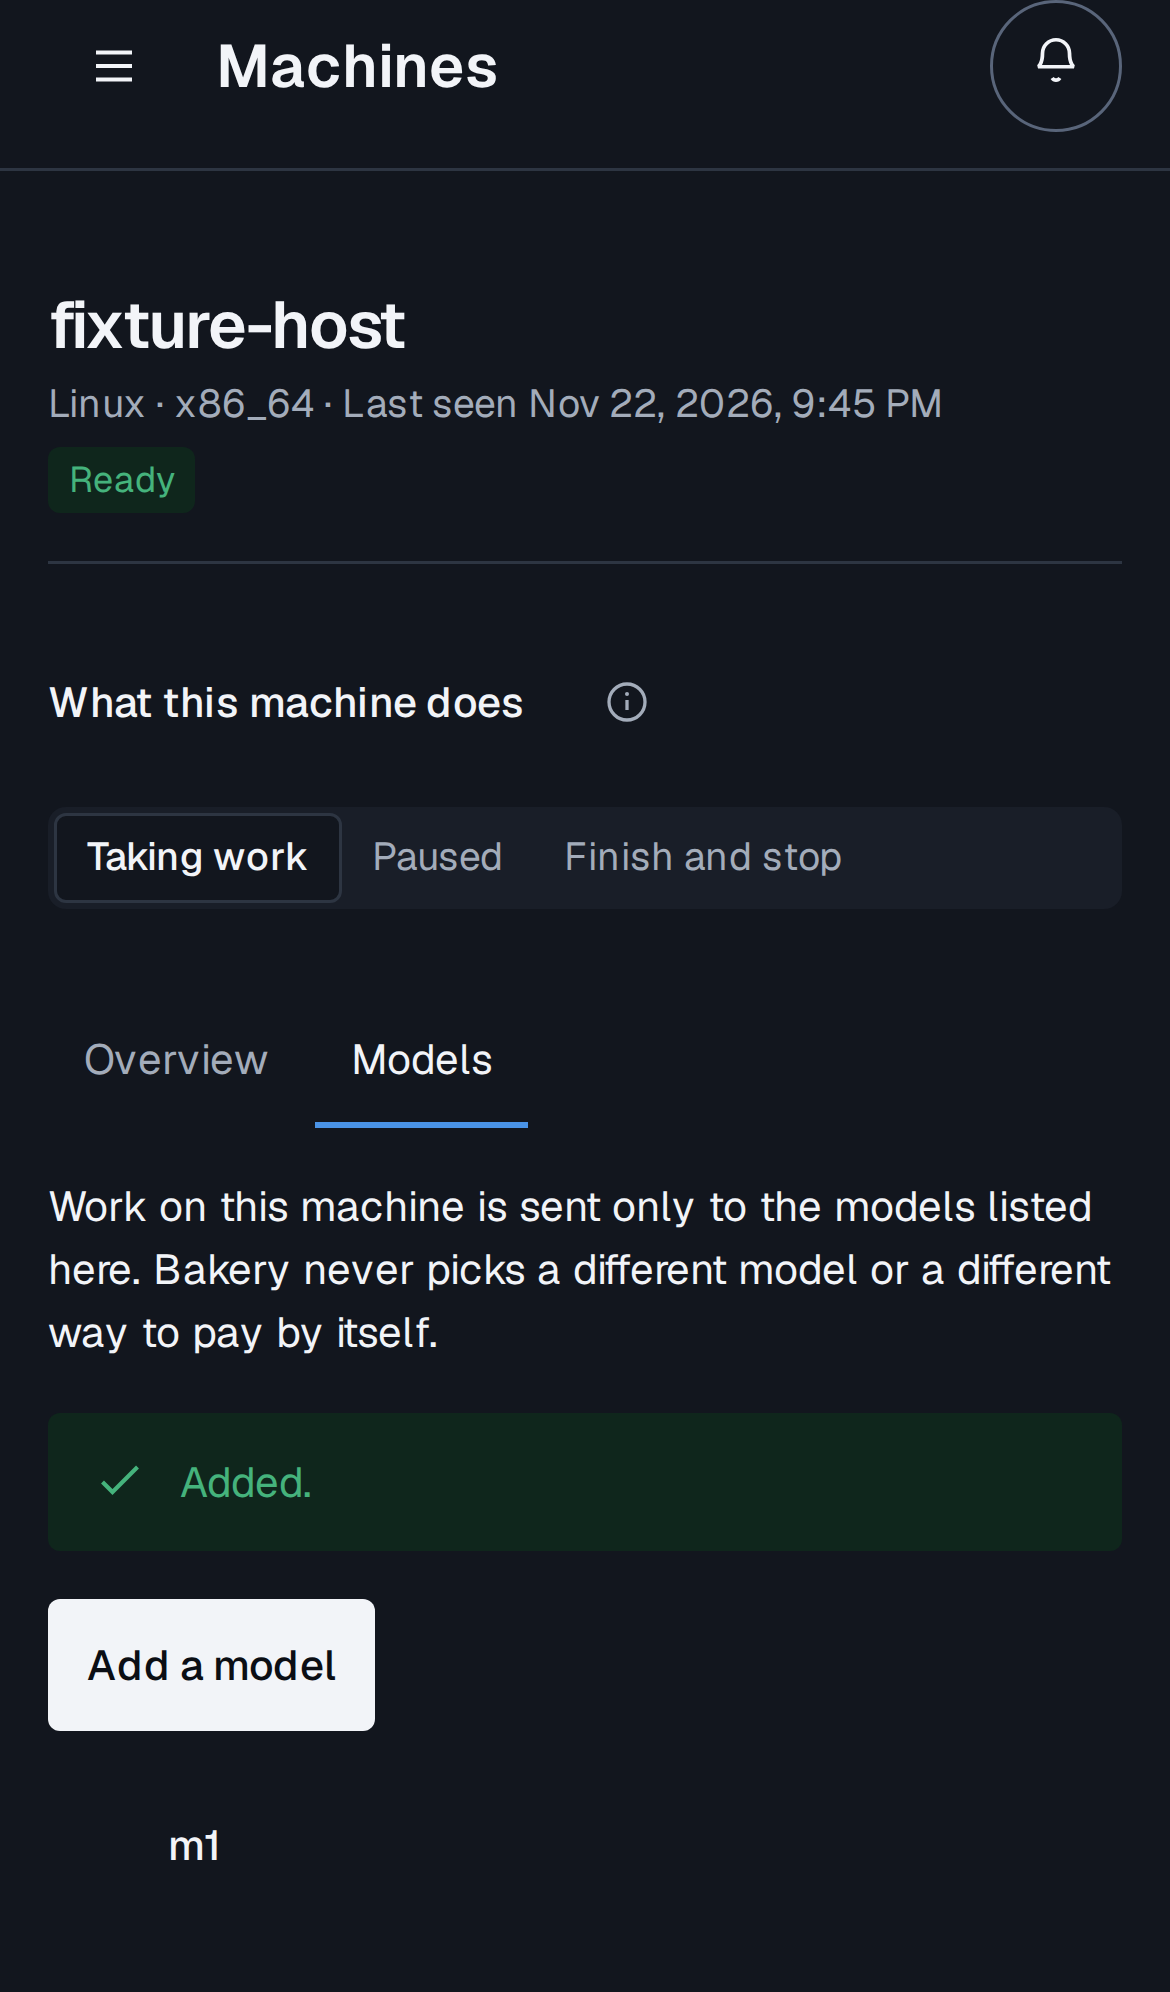 Machines
fixture-host
Linux · x86_64 · Last seen Nov 22, 2026, 9:45 PM
Ready
What this machine does
Taking work Paused Finish and stop
Overview Models
Work on this machine is sent only to the models listed
here. Bakery never picks a different model or a different
way to pay by itself.
Added.
Add a model
m1